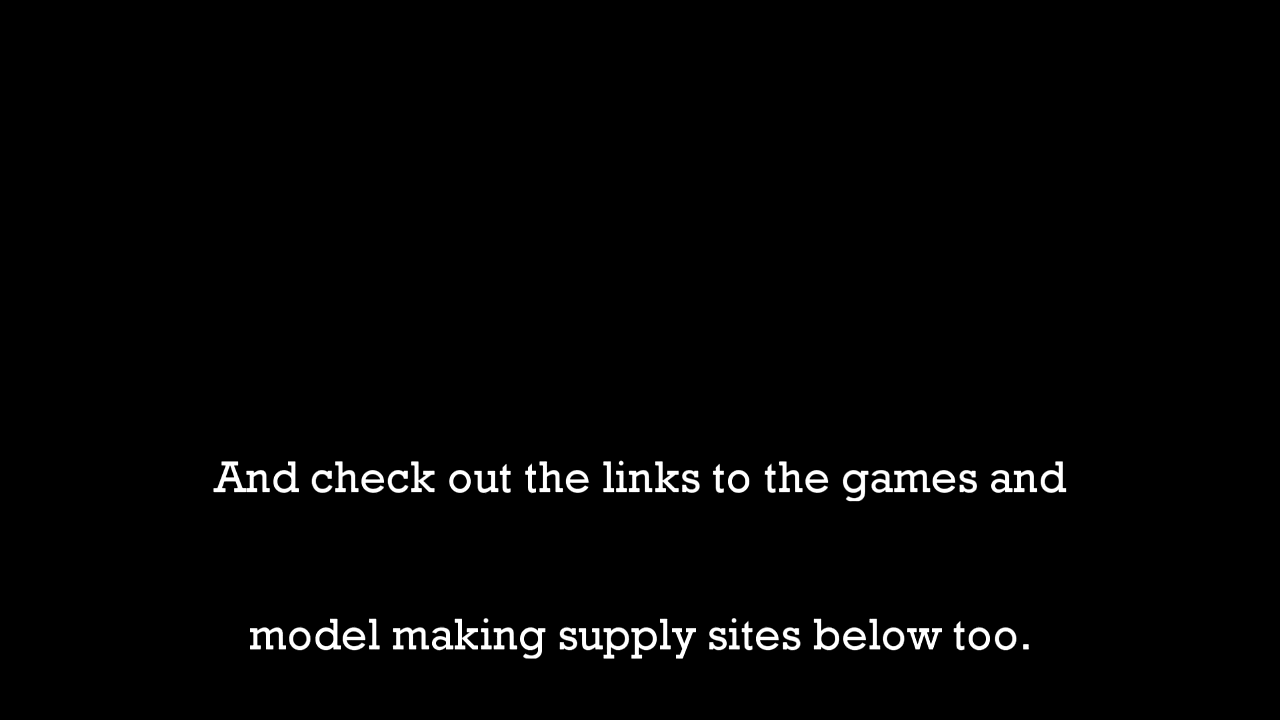 And check out the links to the games and
model making supply sites below too.